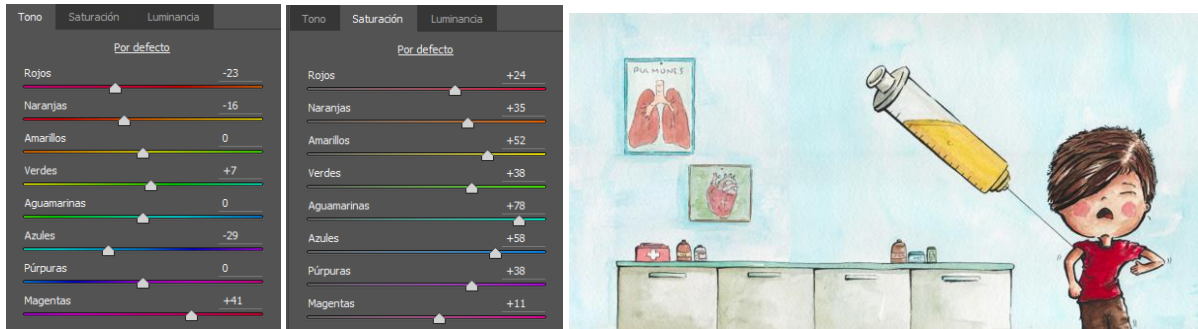 Tono Saturación Luminancia
Por defecto
Rojos -23
Naranjas -16
Amarillos 0
Verdes +7
Aguamarinas 0
Azules -29
Púrpuras 0
Magentas +41
Tono Saturación Luminancia
Por defecto
Rojos +24
Naranjas +35
Amarillos +52
Verdes +38
Aguamarinas +78
Azules +58
Púrpuras +38
Magentas +11
PULMONES